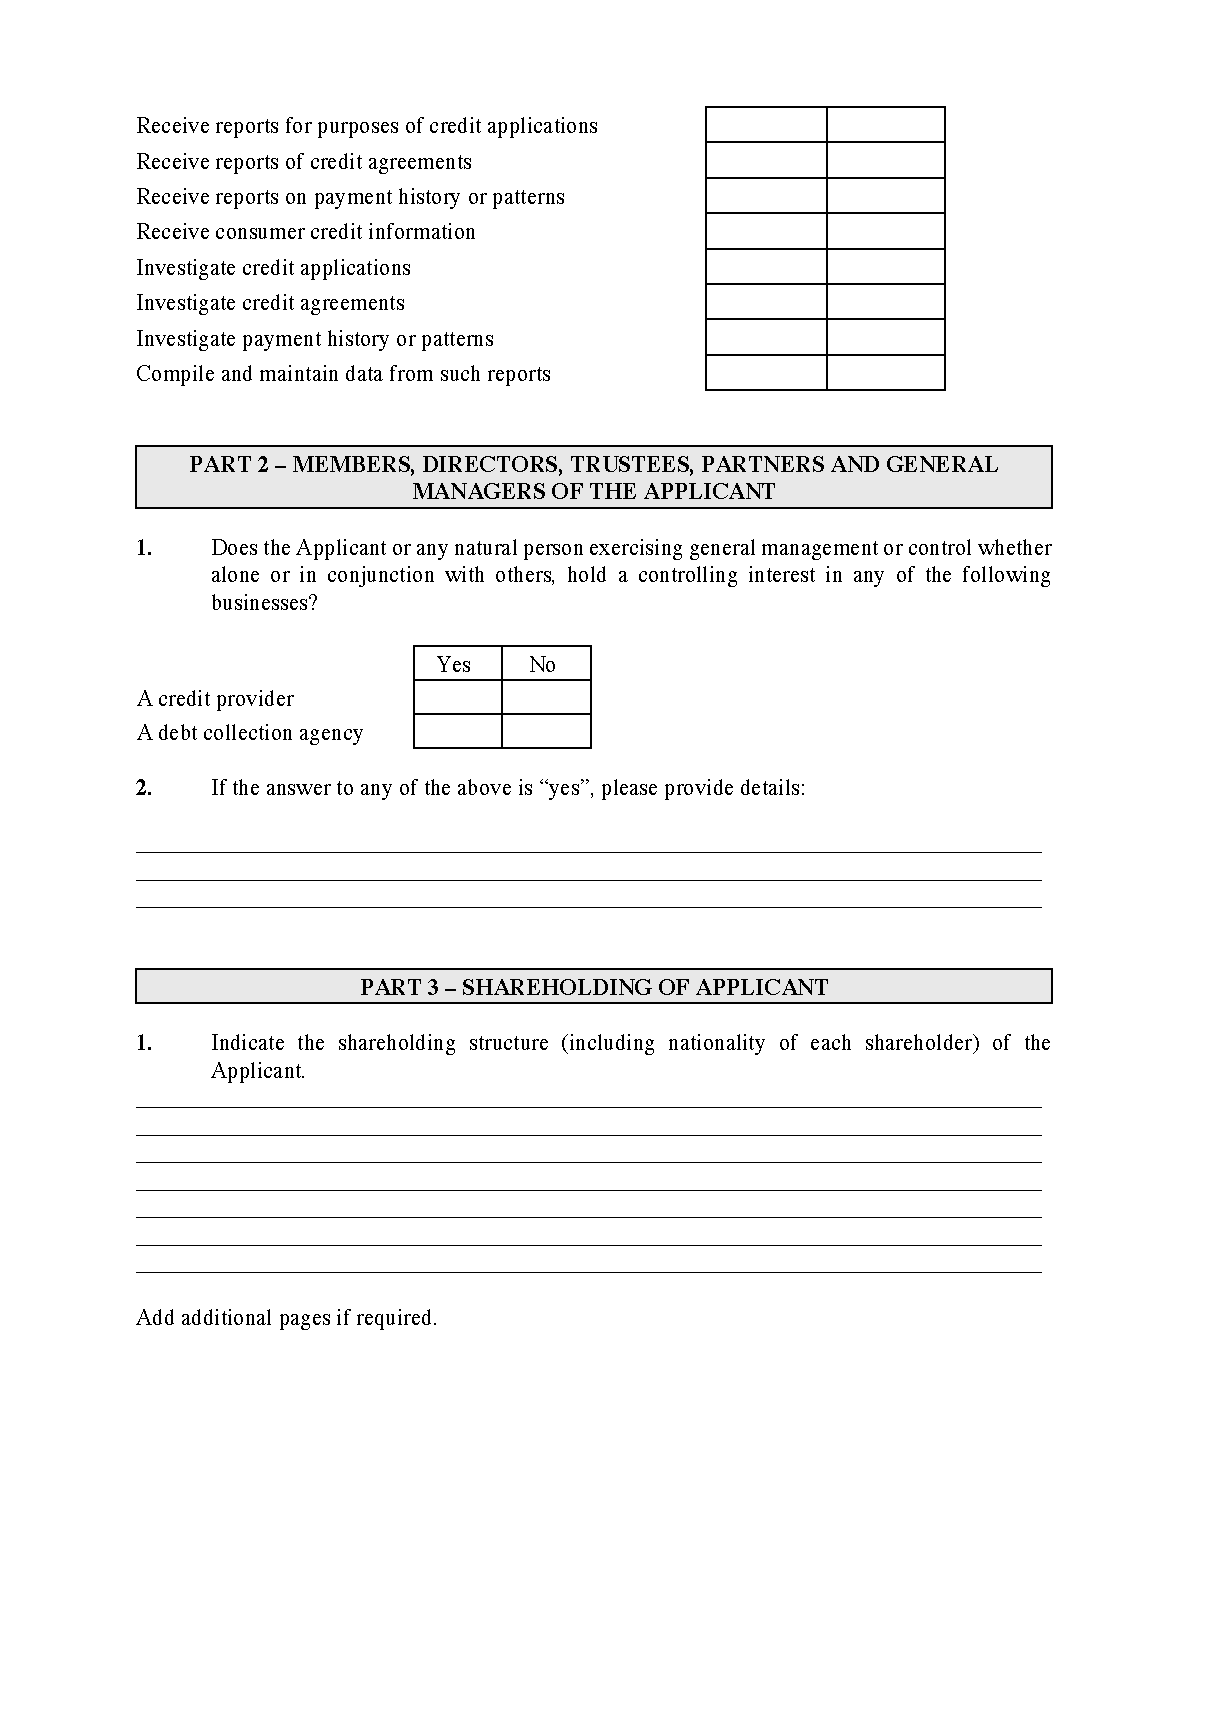 Receive reports for purposes of credit applications
Receive reports of credit agreements
Receive reports on payment history or patterns
Receive consumer credit information
Investigate credit applications
Investigate credit agreements
Investigate payment history or patterns
Compile and maintain data from such reports
PART 2 – MEMBERS, DIRECTORS, TRUSTEES, PARTNERS AND GENERAL
MANAGERS OF THE APPLICANT
1. Does the Applicant or any natural person exercising general management or control whether
alone or in conjunction with others, hold a controlling interest in any of the following
businesses?
Yes No
A credit provider
A debt collection agency
2. If the answer to any of the above is “yes”, please provide details:
PART 3 – SHAREHOLDING OF APPLICANT
1. Indicate the shareholding structure (including nationality of each shareholder) of the
Applicant.
Add additional pages if required.